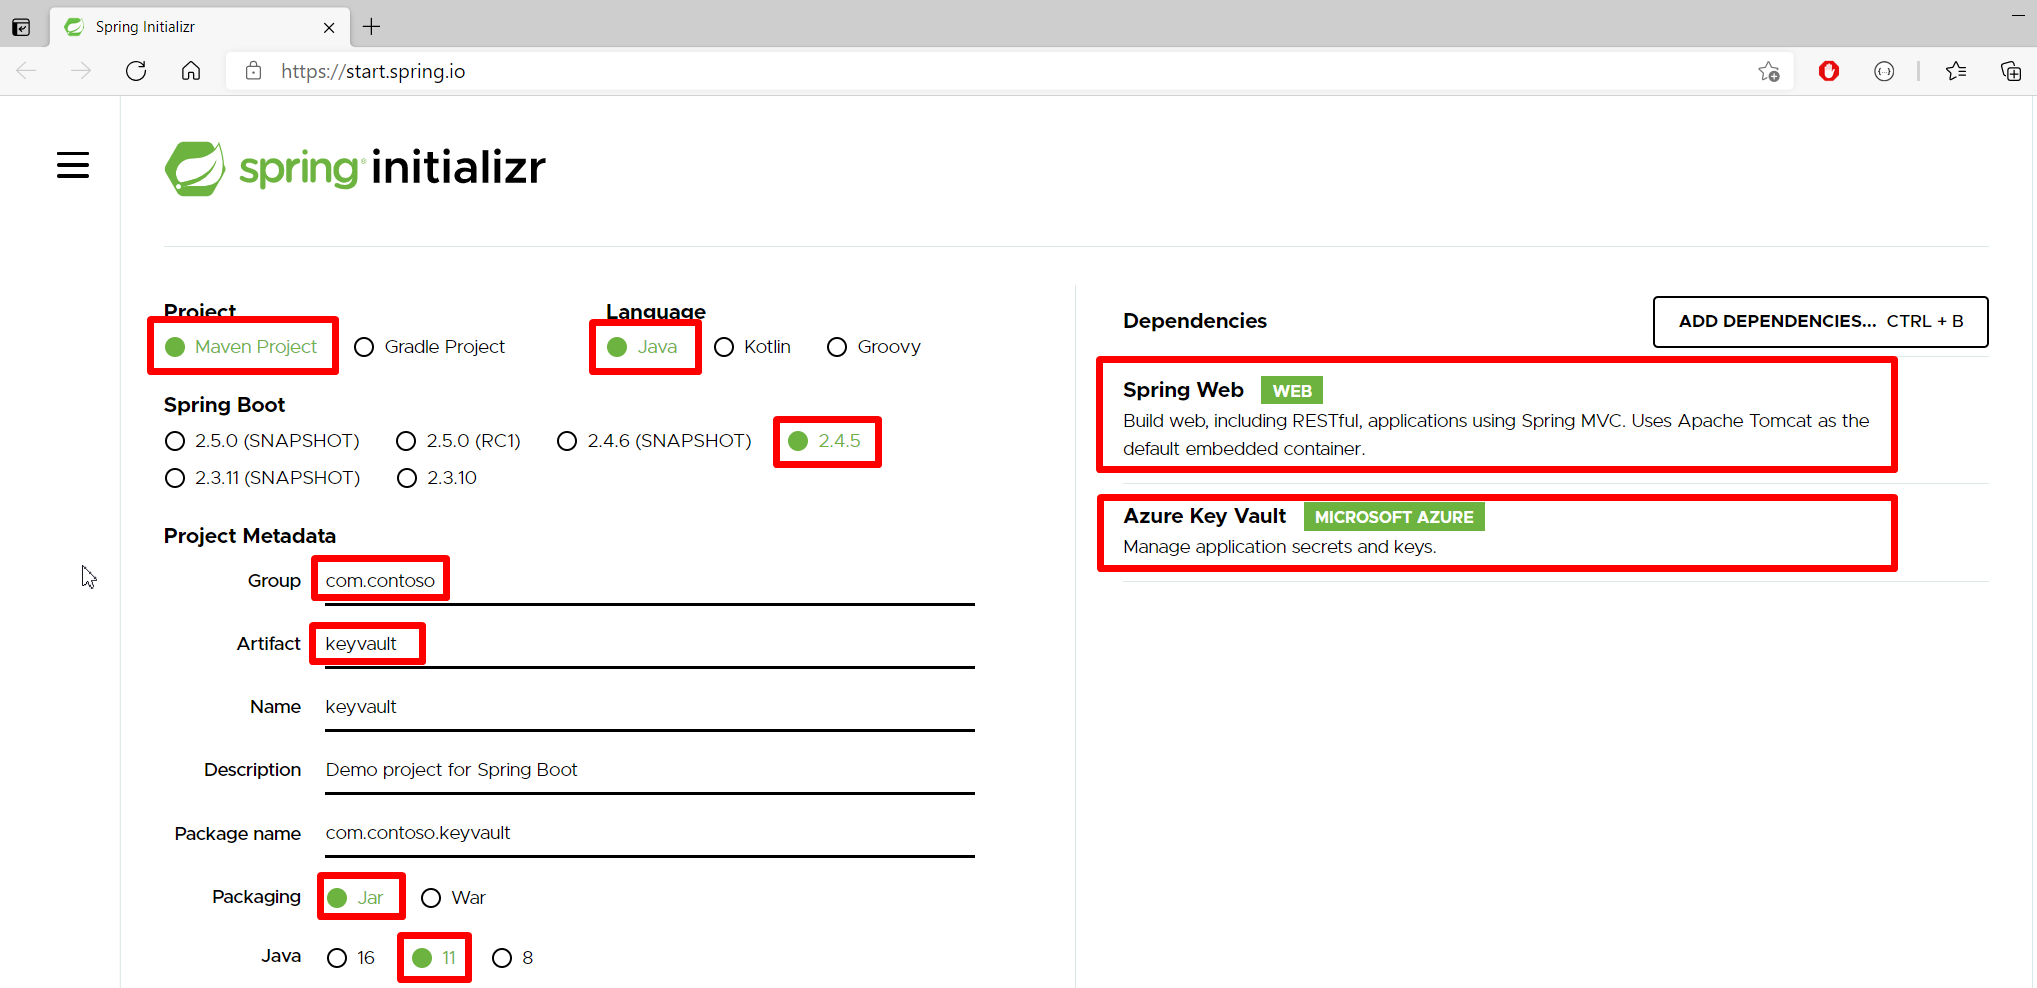 Spring Initializr
https://start.spring.io
spring initializr
Project
Language
Maven Project Gradle Project
Java Kotlin Groovy
Spring Boot
2.5.0 (SNAPSHOT) 2.5.0 (RC1) 2.4.6 (SNAPSHOT) 2.4.5
2.3.11 (SNAPSHOT) 2.3.10
Project Metadata
Group com.contoso
Artifact keyvault
Name keyvault
Description Demo project for Spring Boot
Package name com.contoso.keyvault
Packaging Jar War
Java 16 11 8
Dependencies
ADD DEPENDENCIES... CTRL + B
Spring Web WEB
Build web, including RESTful, applications using Spring MVC. Uses Apache Tomcat as the
default embedded container.
Azure Key Vault MICROSOFT AZURE
Manage application secrets and keys.